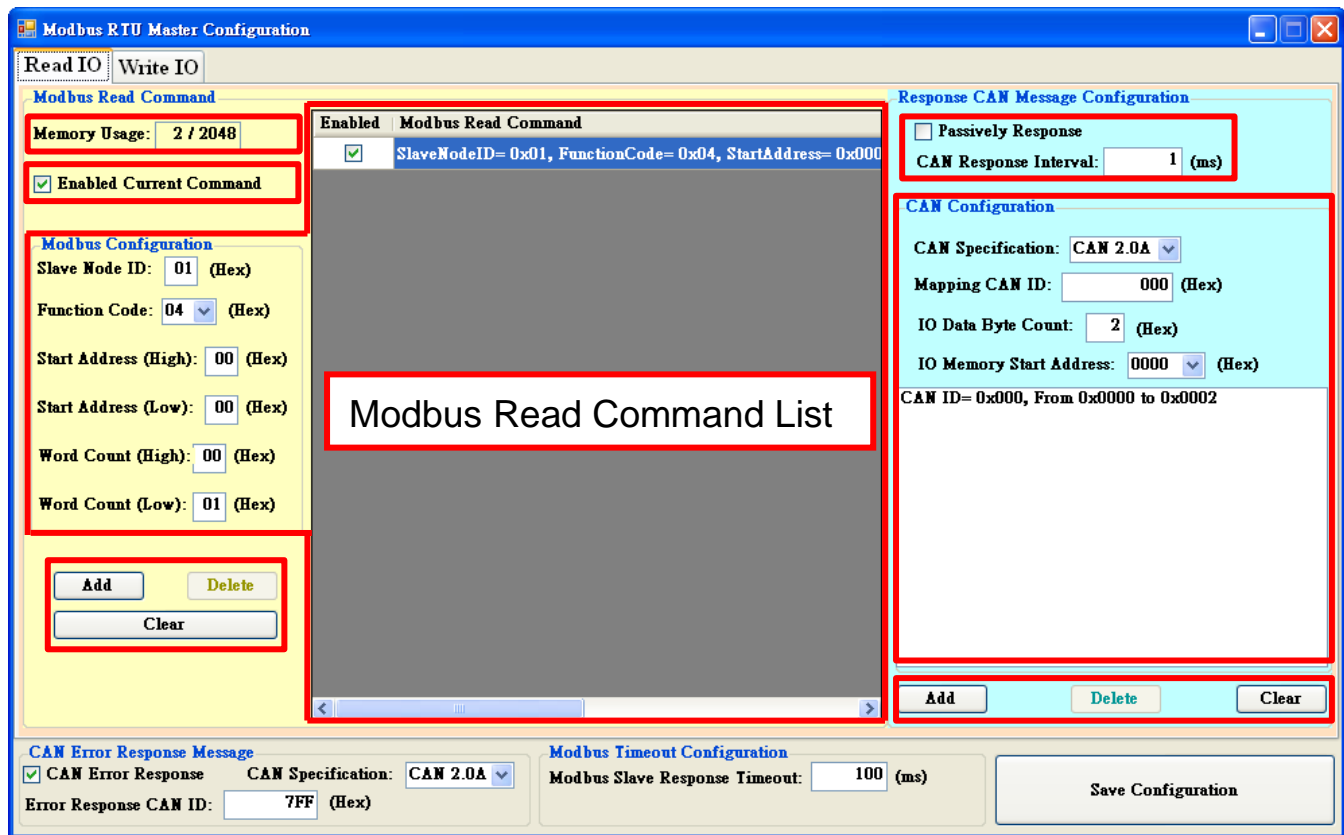 Modbus RTU Master Configuration
Read IO
Write IO
Modbus Read Command
Memory Usage: 2 / 2048
Enabled Current Command
Modbus Configuration
Slave Node ID: 01 (Hex)
Function Code: 04 (Hex)
Start Address (High): 00 (Hex)
Start Address (Low): 00 (Hex)
Word Count (High): 00 (Hex)
Word Count (Low): 01 (Hex)
Add
Delete
Clear
Enabled Modbus Read Command
SlaveNodeID= 0x01, FunctionCode= 0x04, StartAddress= 0x000
Modbus Read Command List
Response CAN Message Configuration
Passively Response
CAN Response Interval: 1 (ms)
CAN Configuration
CAN Specification: CAN 2.0A
Mapping CAN ID: 000 (Hex)
IO Data Byte Count: 2 (Hex)
IO Memory Start Address: 0000 (Hex)
CAN ID= 0x000, From 0x0000 to 0x0002
Add
Delete
Clear
CAN Error Response Message
CAN Error Response CAN Specification: CAN 2.0A
Error Response CAN ID: 7FF (Hex)
Modbus Timeout Configuration
Modbus Slave Response Timeout: 100 (ms)
Save Configuration